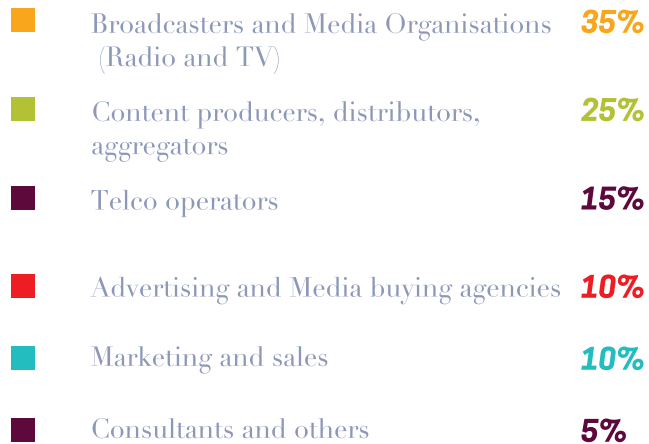 Broadcasters and Media Organisations 35%
(Radio and TV)
Content producers, distributors, 25%
aggregators
Telco operators 15%
Advertising and Media buying agencies 10%
Marketing and sales 10%
Consultants and others 5%